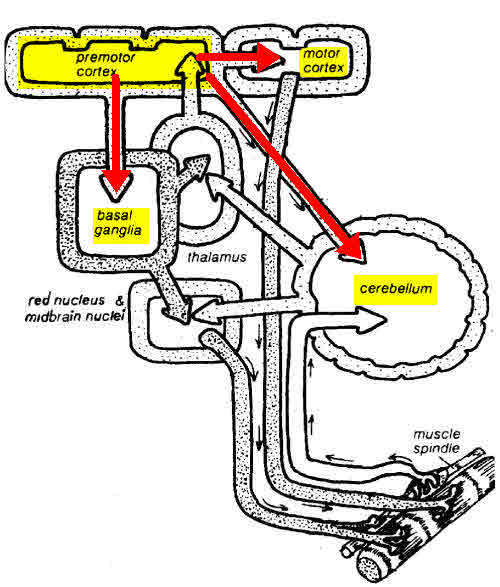 premotor
cortex
motor
cortex
basal
ganglia
thalamus
cerebellum
red nucleus &
midbrain nuclei
muscle
spindle